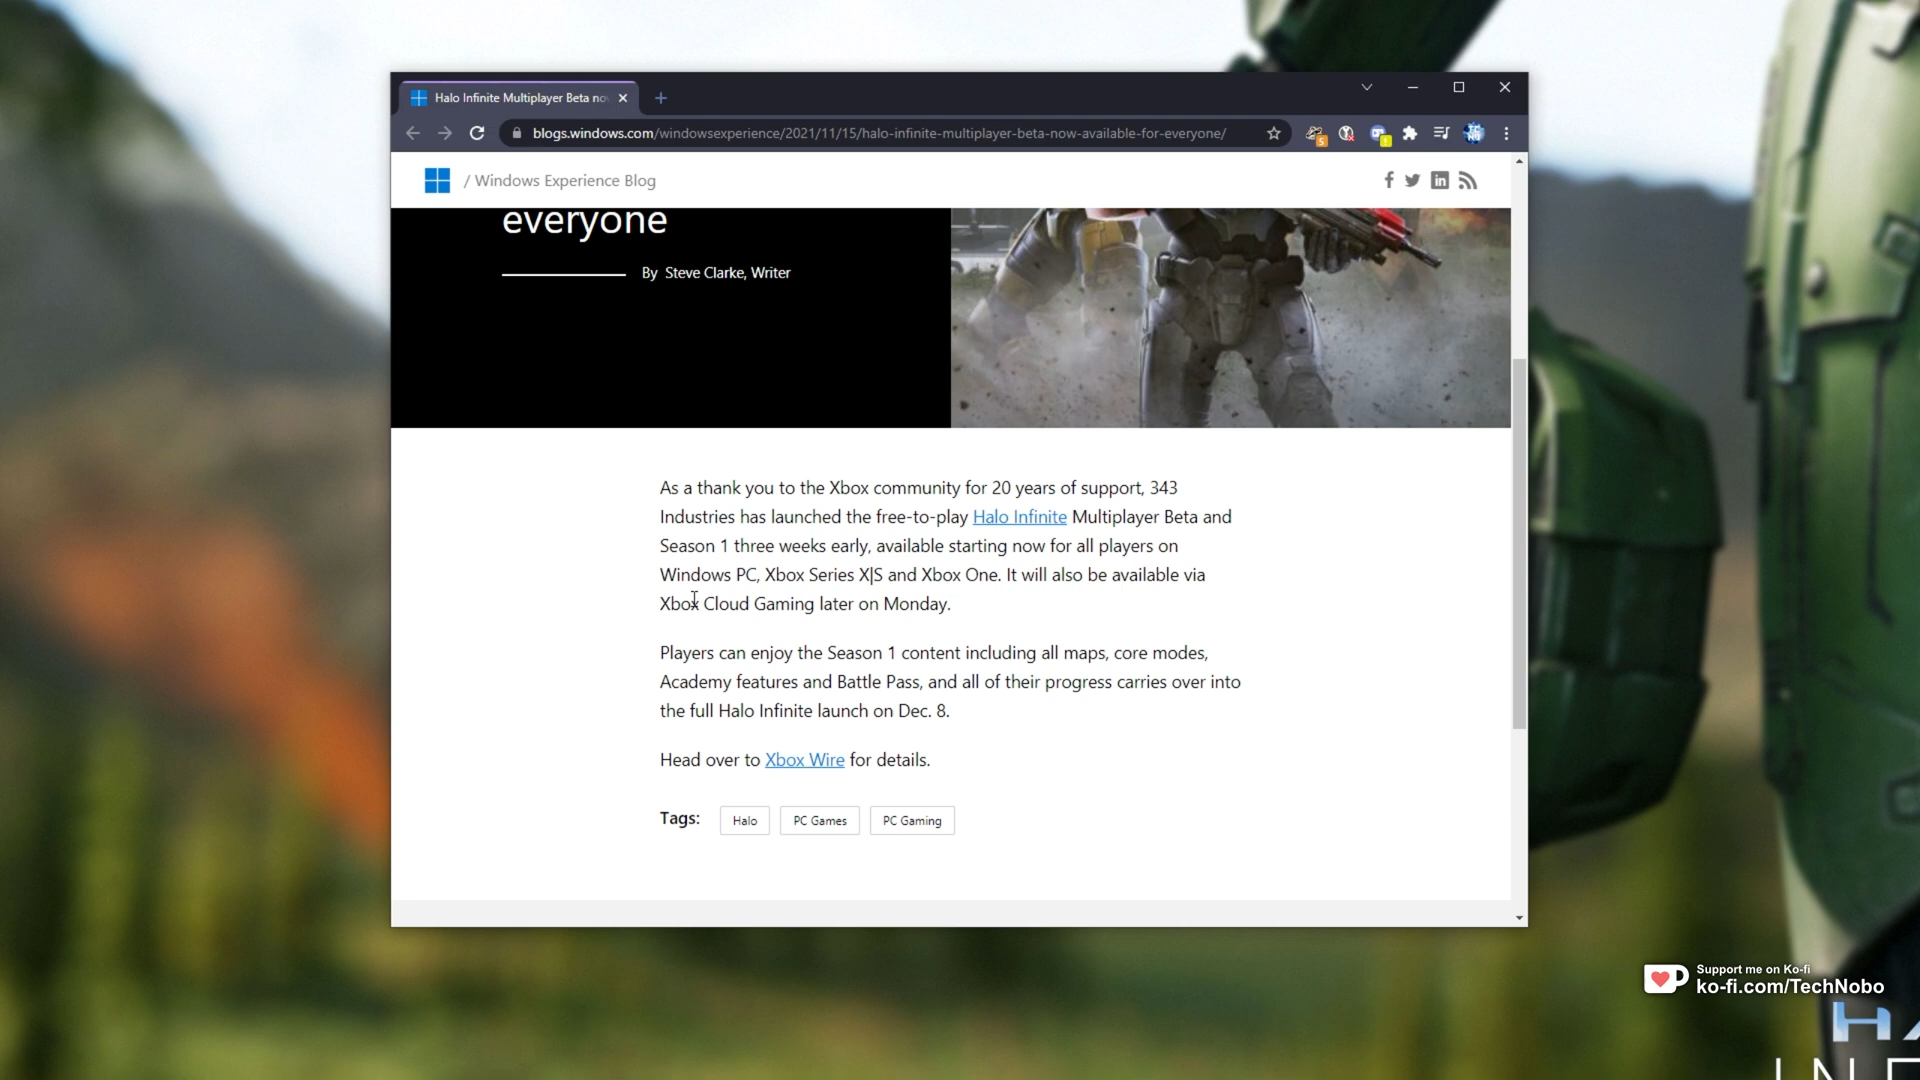 Halo Infinite Multiplayer Beta no
blogs.windows.com/windowsexperience/2021/11/15/halo-infinite-multiplayer-beta-now-available-for-everyone/
/ Windows Experience Blog
everyone
By Steve Clarke, Writer
As a thank you to the Xbox community for 20 years of support, 343
Industries has launched the free-to-play Halo Infinite Multiplayer Beta and
Season 1 three weeks early, available starting now for all players on
Windows PC, Xbox Series X|S and Xbox One. It will also be available via
Xbox Cloud Gaming later on Monday.
Players can enjoy the Season 1 content including all maps, core modes,
Academy features and Battle Pass, and all of their progress carries over into
the full Halo Infinite launch on Dec. 8.
Head over to Xbox Wire for details.
Tags: Halo PC Games PC Gaming
Support me on Ko-fi
ko-fi.com/TechNobo